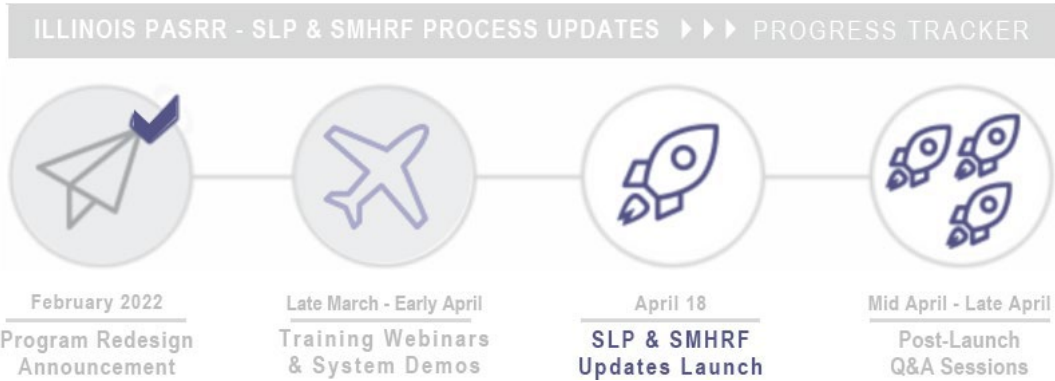 ILLINOIS PASRR - SLP & SMHRF PROCESS UPDATES PROGRESS TRACKER
February 2022
Program Redesign
Announcement
Late March - Early April
Training Webinars
& System Demos
April 18
SLP & SMHRF
Updates Launch
Mid April - Late April
Post-Launch
Q&A Sessions